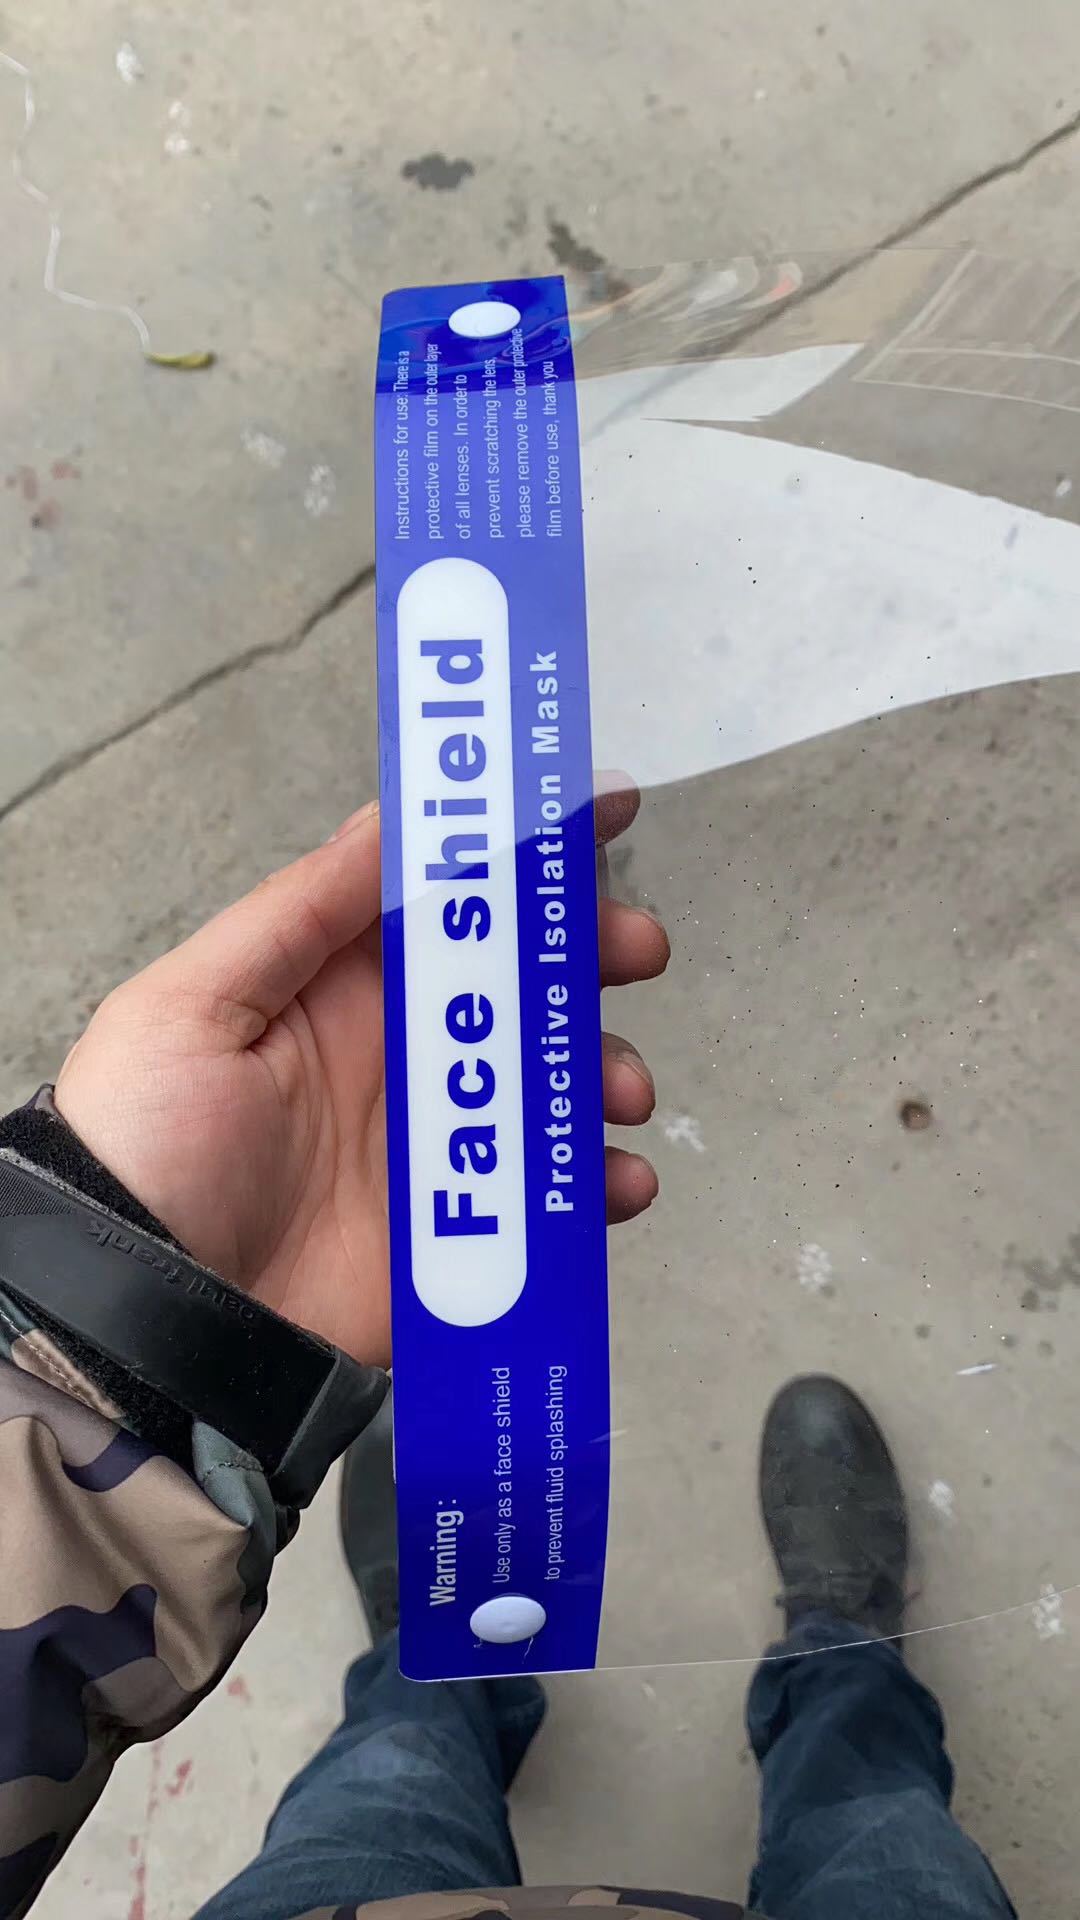 Warning:
Use only as a face shield
to prevent fluid splashing
Face shield
Protective Isolation Mask
Instructions for use: There is a
protective film on the outer layer
of all lenses. In order to
prevent scratching the lens,
please remove the outer protective
film before use, thank you
paul frank